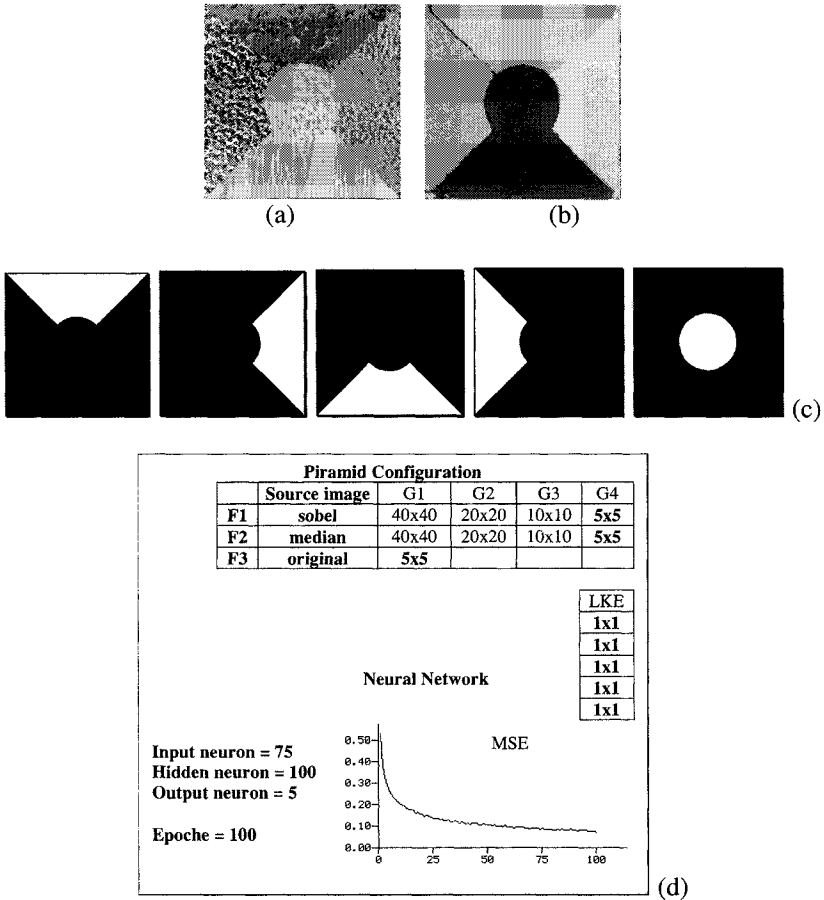 (a)
(b)
(c)
Piramid Configuration
Source image G1 G2 G3 G4
F1 sobel 40x40 20x20 10x10 5x5
F2 median 40x40 20x20 10x10 5x5
F3 original 5x5
LKE
1x1
1x1
1x1
1x1
1x1
Neural Network
Input neuron = 75
Hidden neuron = 100
Output neuron = 5
Epoche = 100
MSE
0.50
0.40
0.30
0.20
0.10
0.00
0 25 50 75 100
(d)